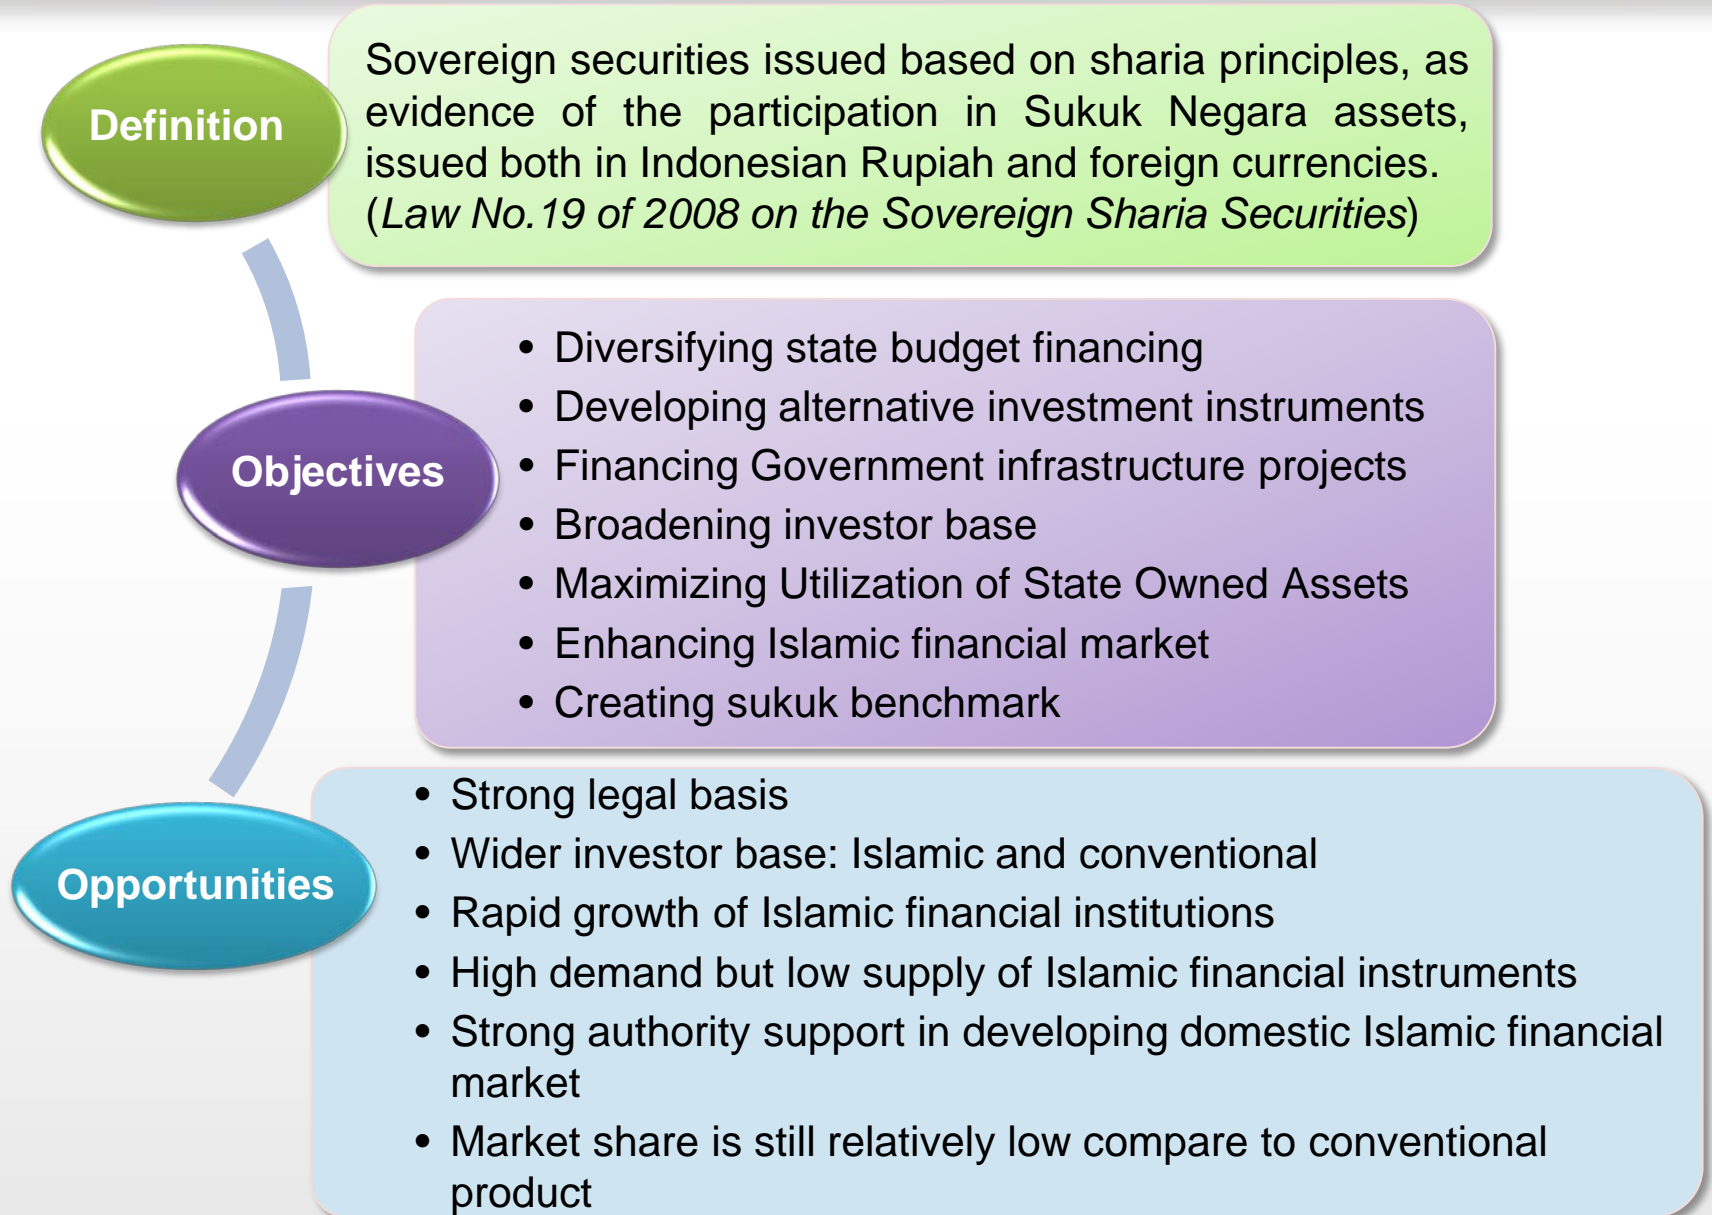 Definition
Sovereign securities issued based on sharia principles, as
evidence of the participation in Sukuk Negara assets,
issued both in Indonesian Rupiah and foreign currencies.
(Law No.19 of 2008 on the Sovereign Sharia Securities)
Objectives
• Diversifying state budget financing
• Developing alternative investment instruments
• Financing Government infrastructure projects
• Broadening investor base
• Maximizing Utilization of State Owned Assets
• Enhancing Islamic financial market
• Creating sukuk benchmark
Opportunities
• Strong legal basis
• Wider investor base: Islamic and conventional
• Rapid growth of Islamic financial institutions
• High demand but low supply of Islamic financial instruments
• Strong authority support in developing domestic Islamic financial
market
• Market share is still relatively low compare to conventional
product